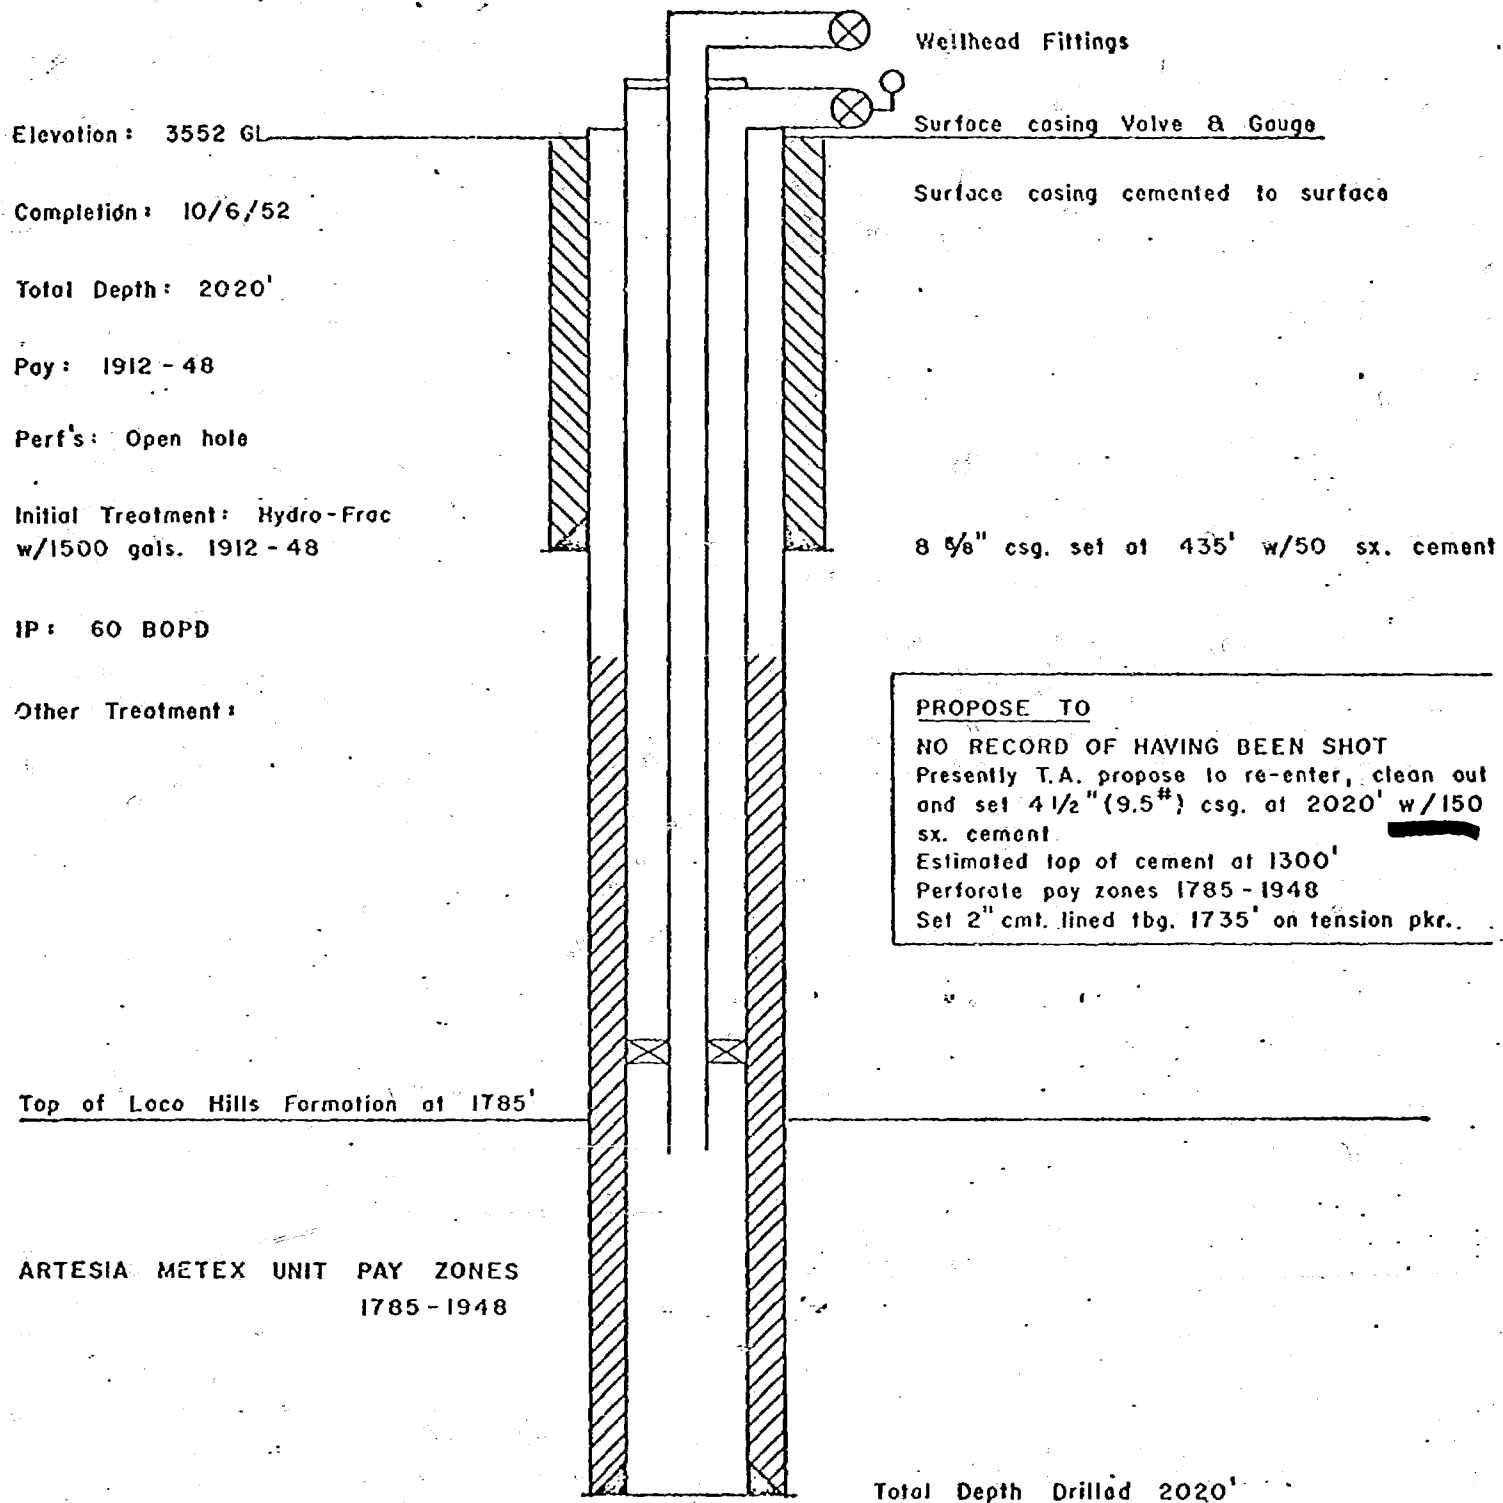 Wellhead Fittings
Elevation: 3552 GL
Surface casing Valve & Gauge
Surface casing cemented to surface
Completion: 10/6/52
Total Depth: 2020'
Pay: 1912-48
Perf's: Open hole
Initial Treatment: Hydro-Frac
w/1500 gals. 1912-48
8 5/8" csg. set at 435' w/50 sx. cement
IP: 60 BOPD
Other Treatment:
PROPOSE TO
NO RECORD OF HAVING BEEN SHOT
Presently T.A. propose to re-enter, clean out
and set 4 1/2" (9.5#) csg. at 2020' w/150
sx. cement
Estimated top of cement at 1300'
Perforate pay zones 1785-1948
Set 2" cmt. lined tbg. 1735' on tension pkr.
Top of Loco Hills Formation at 1785'
ARTESIA METEX UNIT PAY ZONES
1785-1948
Total Depth Drilled 2020'